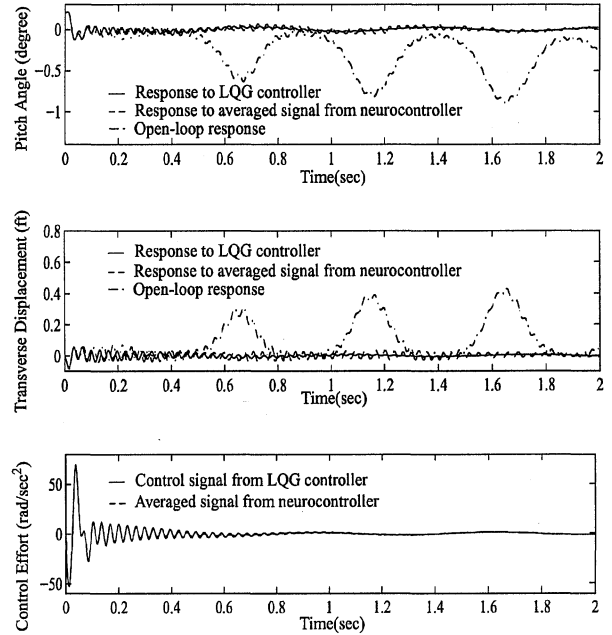 Pitch Angle (degree)
0
−0.5
−1
Response to LQG controller
Response to averaged signal from neurocontroller
Open-loop response
0 0.2 0.4 0.6 0.8 1 1.2 1.4 1.6 1.8 2
Time(sec)
Transverse Displacement (ft)
0.8
0.6
0.4
0.2
0
Response to LQG controller
Response to averaged signal from neurocontroller
Open-loop response
0 0.2 0.4 0.6 0.8 1 1.2 1.4 1.6 1.8 2
Time(sec)
Control Effort (rad/sec²)
50
0
−50
Control signal from LQG controller
Averaged signal from neurocontroller
0 0.2 0.4 0.6 0.8 1 1.2 1.4 1.6 1.8 2
Time(sec)